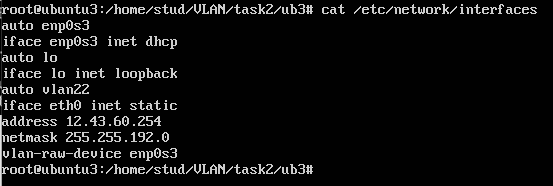 root@ubuntu3:/home/stud/VLAN/task2/ub3# cat /etc/network/interfaces
auto enp0s3
iface enp0s3 inet dhcp
auto lo
iface lo inet loopback
auto vlan22
iface eth0 inet static
address 12.43.60.254
netmask 255.255.192.0
vlan-raw-device enp0s3
root@ubuntu3:/home/stud/VLAN/task2/ub3#